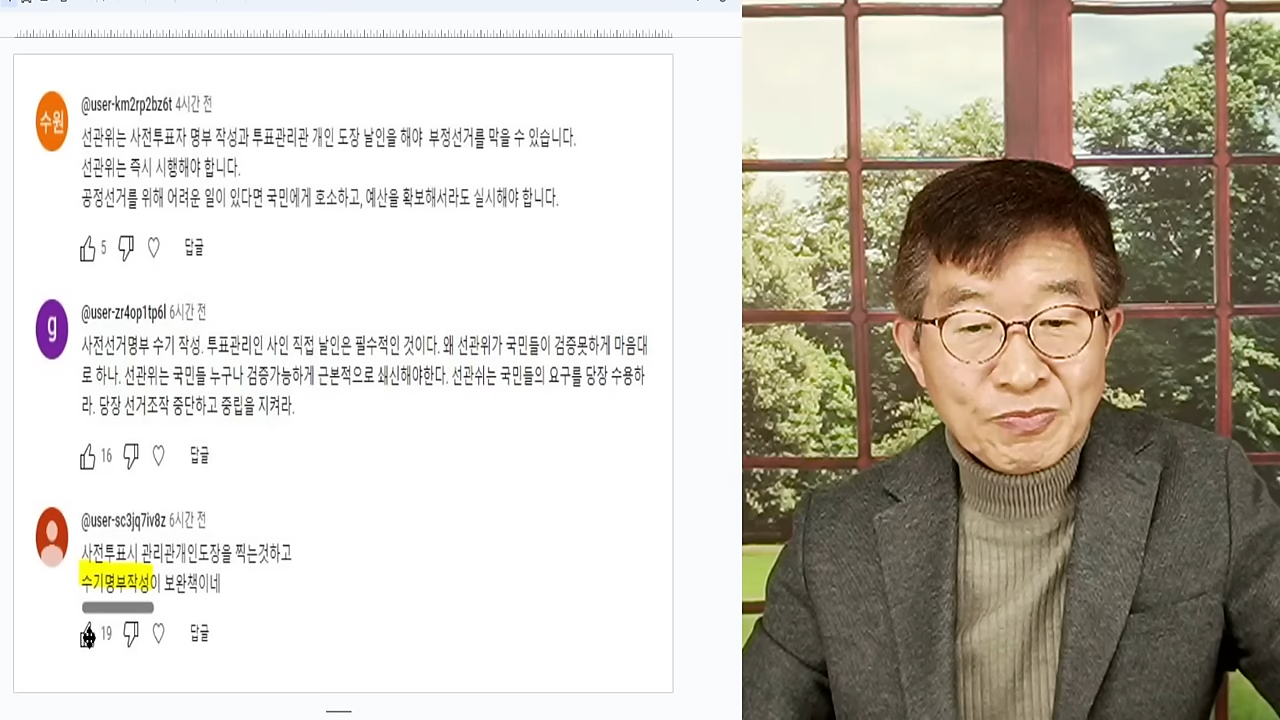 수원
@user-km2rp2bz6t 4시간 전
선관위는 사전투표자 명부 작성과 투표관리관 개인 도장 날인을 해야 부정선거를 막을 수 있습니다.
선관위는 즉시 시행해야 합니다.
공정선거를 위해 어려운 일이 있다면 국민에게 호소하고, 예산을 확보해서라도 실시해야 합니다.
5 답글
g
@user-zr4op1tp6l 6시간 전
사전선거명부 수기 작성. 투표관리인 사인 직접 날인은 필수적인 것이다. 왜 선관위가 국민들이 검증못하게 마음대
로 하나. 선관위는 국민들 누구나 검증가능하게 근본적으로 쇄신해야한다. 선관쉬는 국민들의 요구를 당장 수용하
라. 당장 선거조작 중단하고 중립을 지켜라.
16 답글
@user-sc3jq7iv8z 6시간 전
사전투표시 관리관개인도장을 찍는것하고
수기명부작성이 보완책이네
19 답글